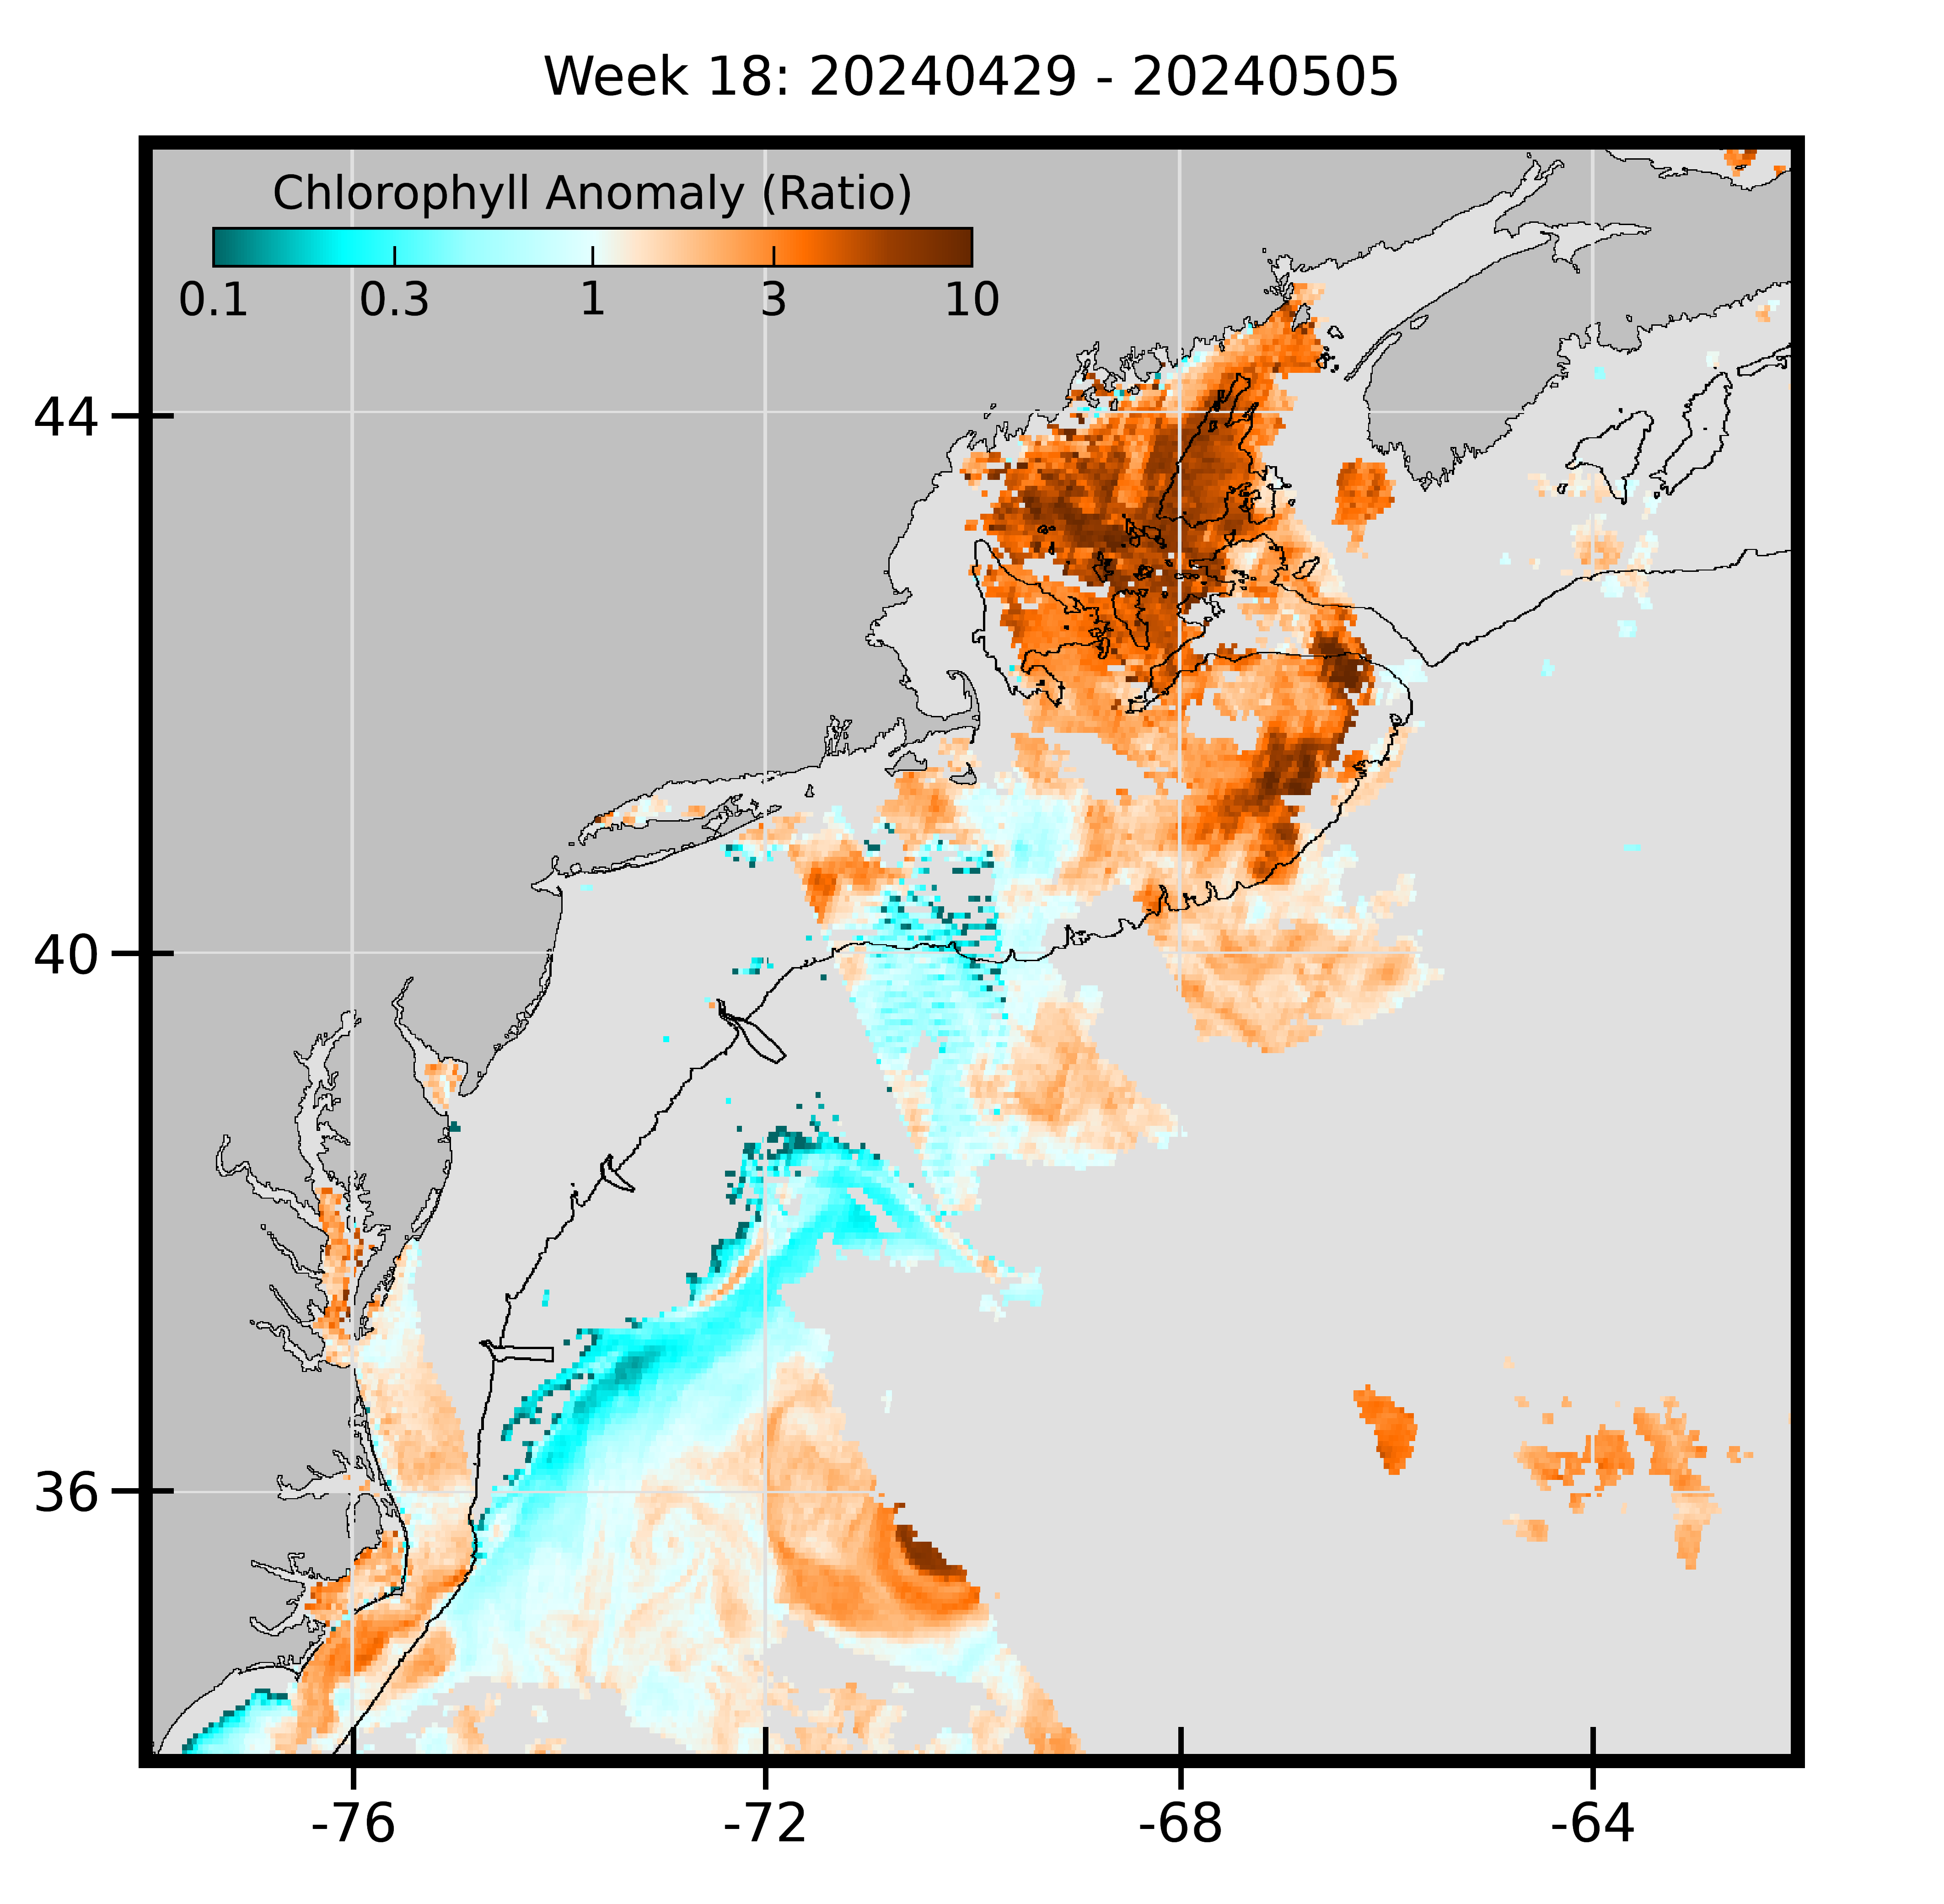 Week 18: 20240429 - 20240505
Chlorophyll Anomaly (Ratio)
0.1 0.3 1 3 10
44
40
36
-76 -72 -68 -64